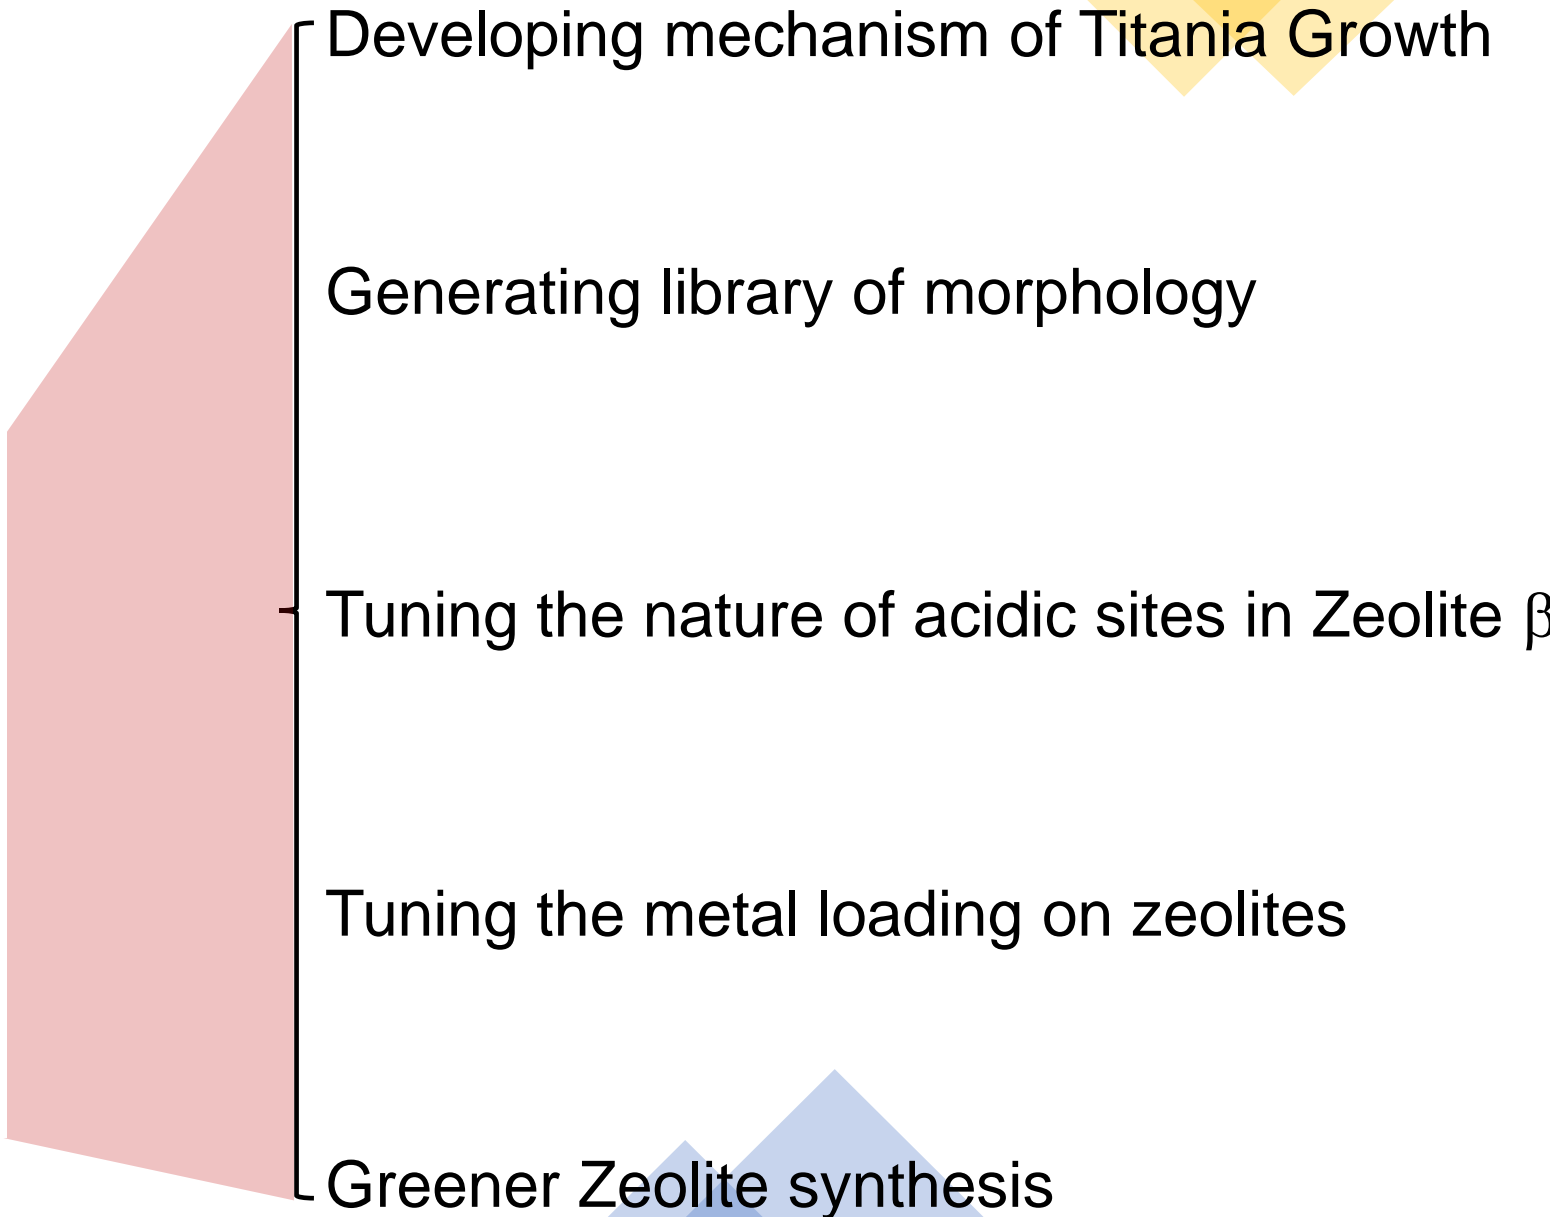 Developing mechanism of Titania Growth
Generating library of morphology
Tuning the nature of acidic sites in Zeolite β
Tuning the metal loading on zeolites
Greener Zeolite synthesis